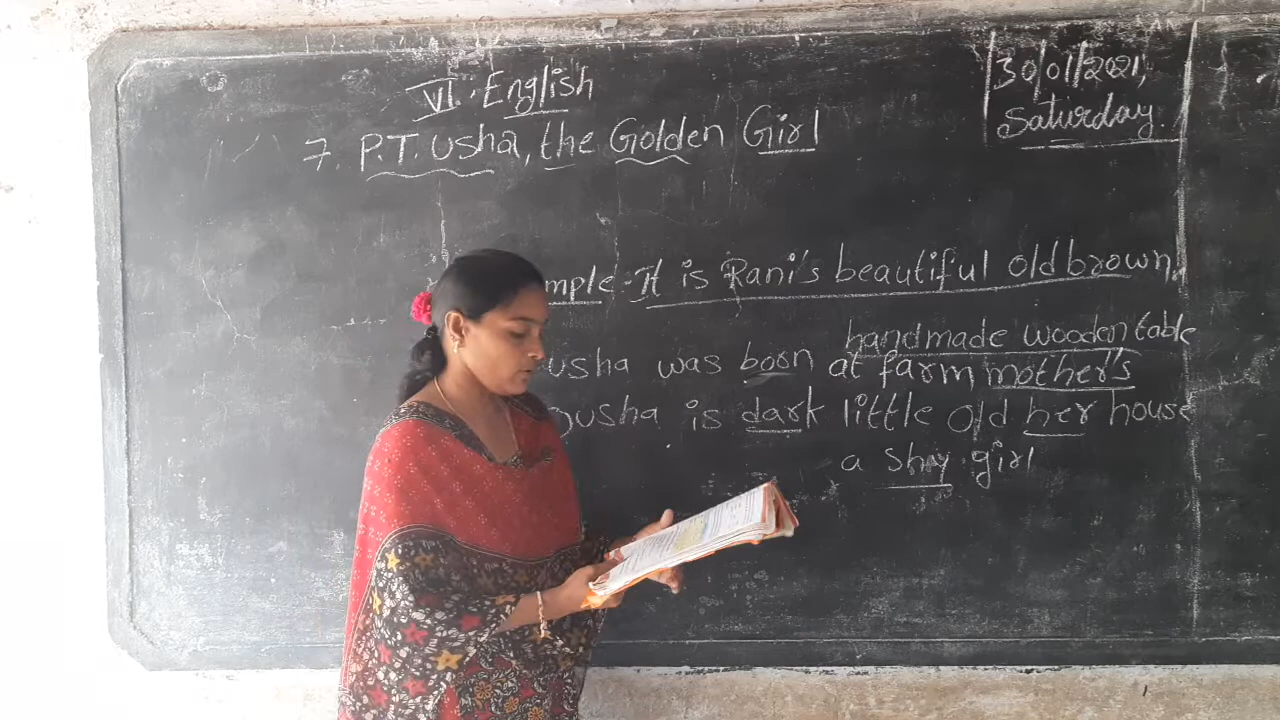 VI. English
30/01/2021,
Saturday.
7. P.T. Usha, the Golden Girl
mple - It is Rani's beautiful old brown
handmade wooden table
usha was born at farm mother's
usha is dark little old her house
a shy girl